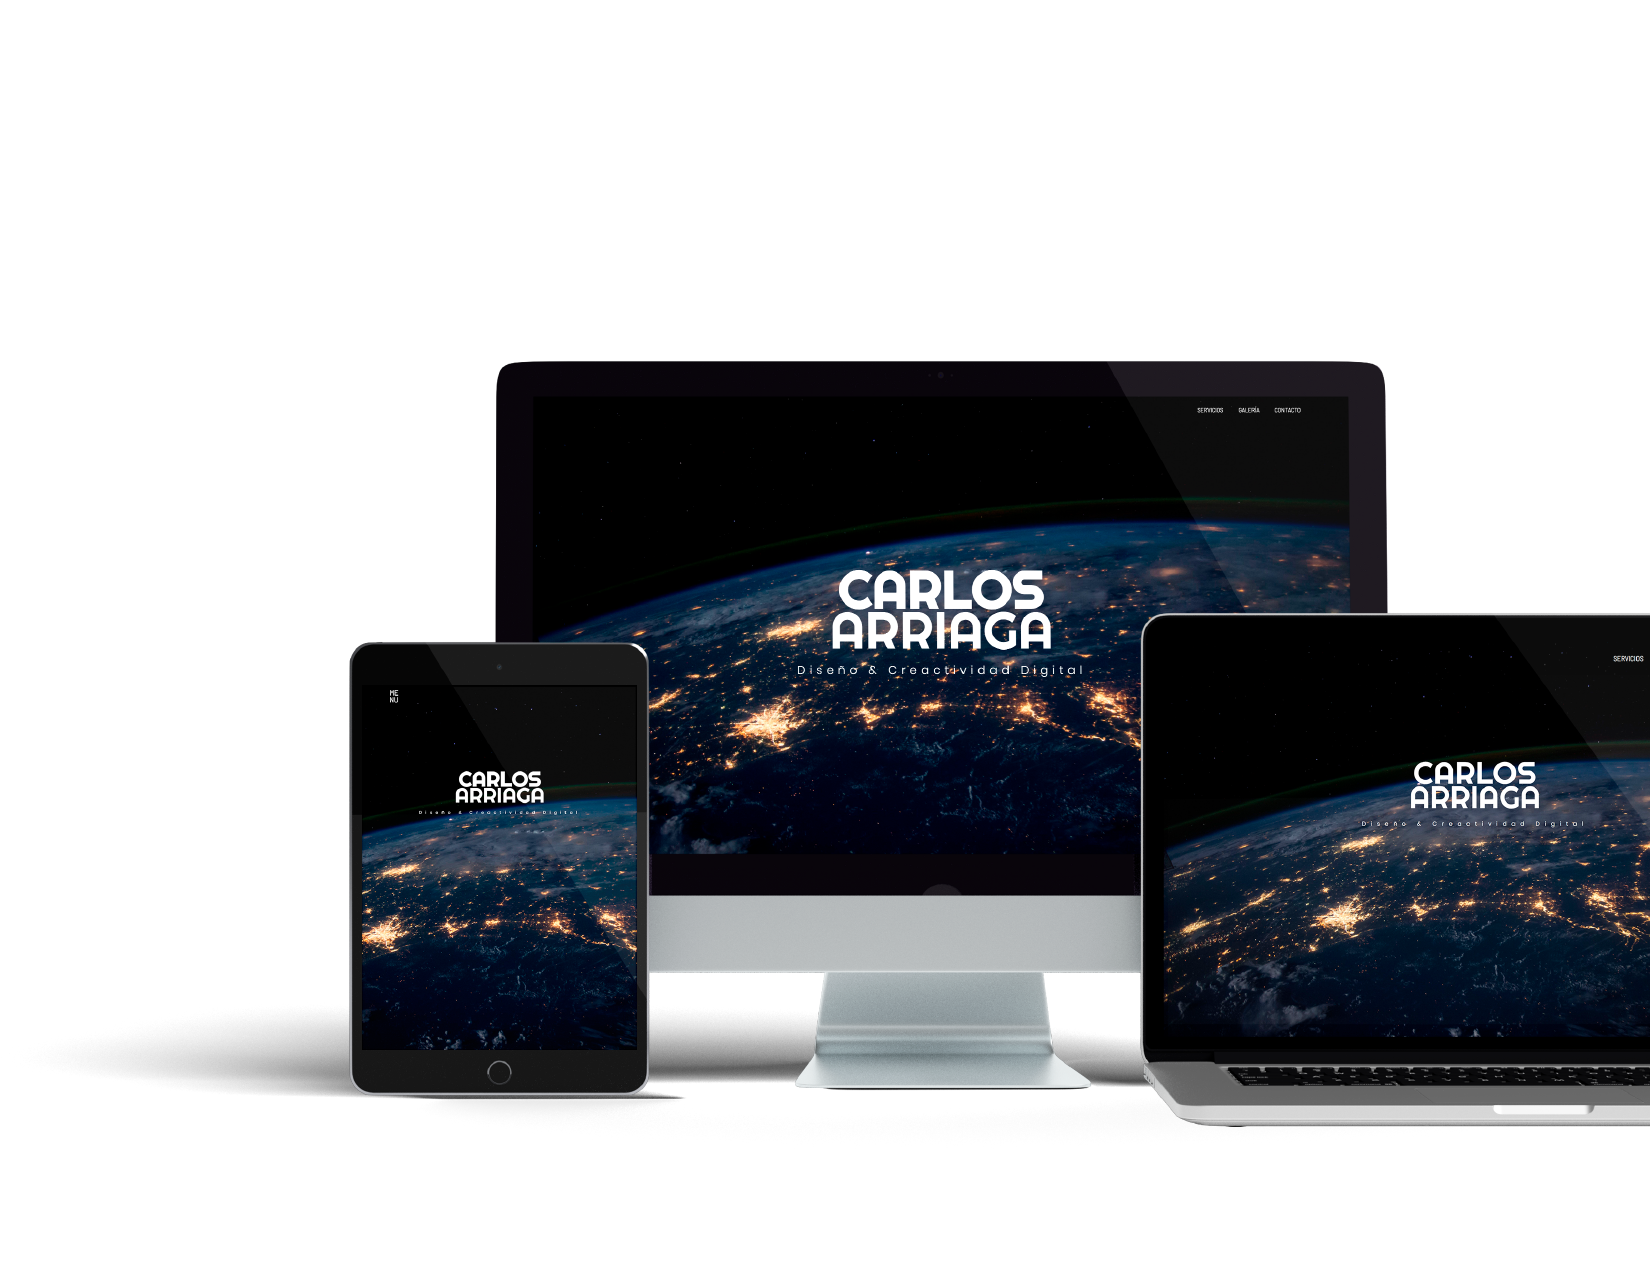 SERVICIOS GALERÍA CONTACTO
CARLOS
ARRIAGA
Diseño & Creactividad Digital
ME
NU
CARLOS
ARRIAGA
Diseño & Creactividad Digital
SERVICIOS
CARLOS
ARRIAGA
Diseño & Creactividad Digital